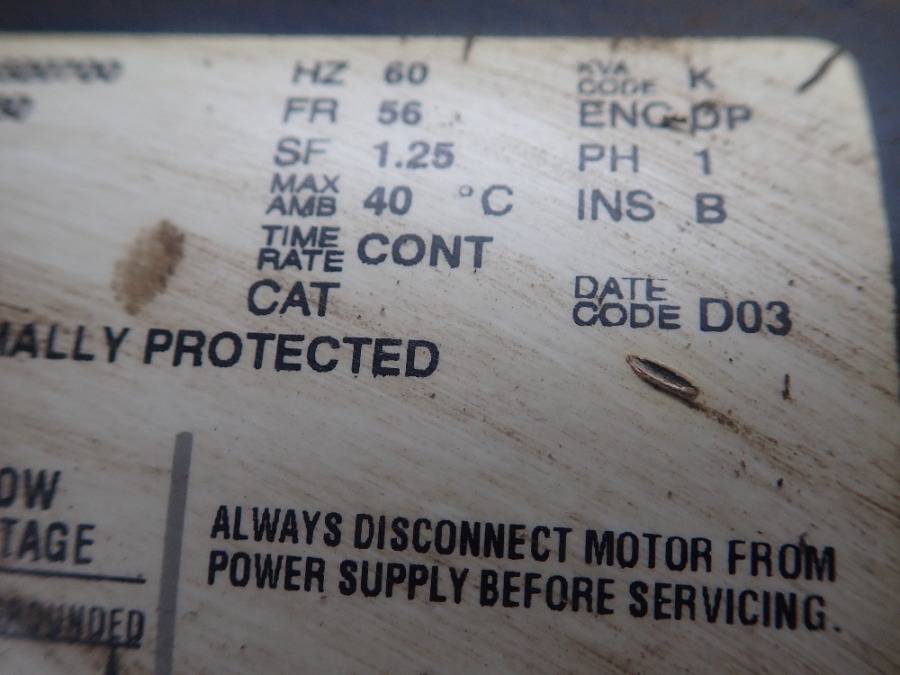 HZ 60 KVA CODE K
FR 56 ENC DP
SF 1.25 PH 1
MAX AMB 40 °C INS B
TIME RATE CONT
CAT DATE CODE D03
MALLY PROTECTED
OW
TAGE
GROUNDED
ALWAYS DISCONNECT MOTOR FROM
POWER SUPPLY BEFORE SERVICING.